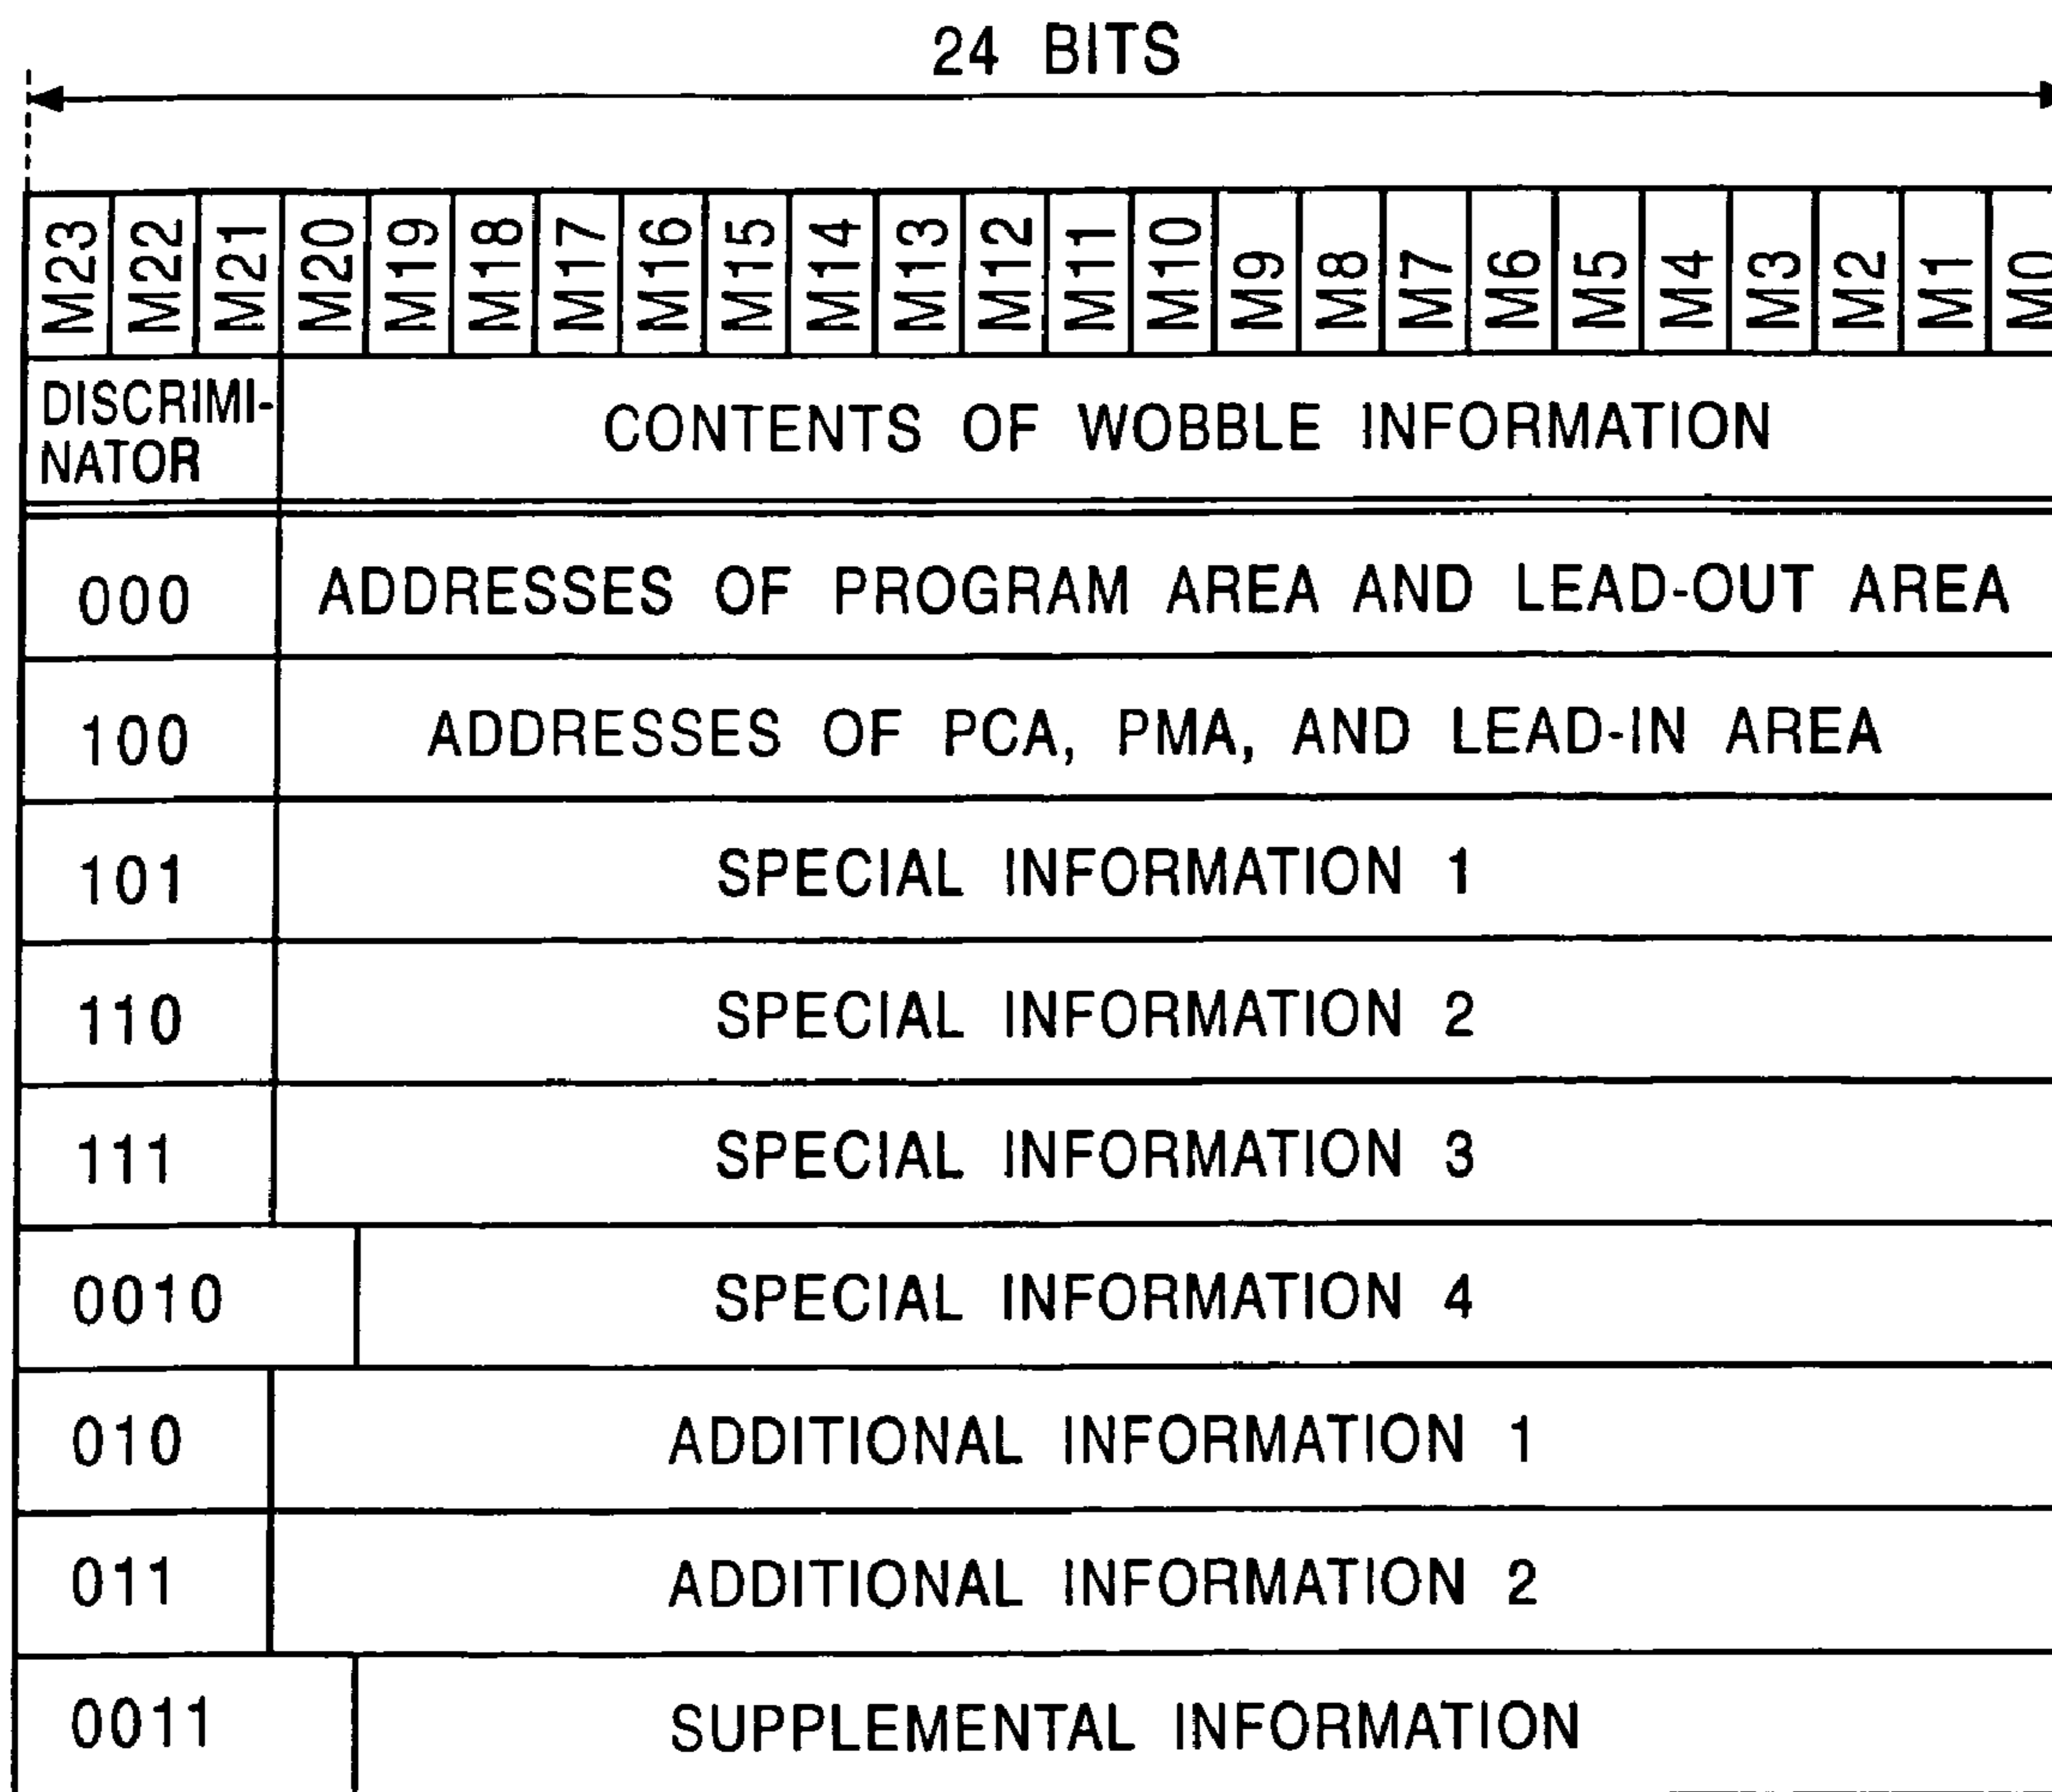 24 BITS
M23 M22 M21 M20 M19 M18 M17 M16 M15 M14 M13 M12 M11 M10 M9 M8 M7 M6 M5 M4 M3 M2 M1 M0
DISCRIMI-
NATOR
CONTENTS OF WOBBLE INFORMATION
000 ADDRESSES OF PROGRAM AREA AND LEAD-OUT AREA
100 ADDRESSES OF PCA, PMA, AND LEAD-IN AREA
101 SPECIAL INFORMATION 1
110 SPECIAL INFORMATION 2
111 SPECIAL INFORMATION 3
0010 SPECIAL INFORMATION 4
010 ADDITIONAL INFORMATION 1
011 ADDITIONAL INFORMATION 2
0011 SUPPLEMENTAL INFORMATION